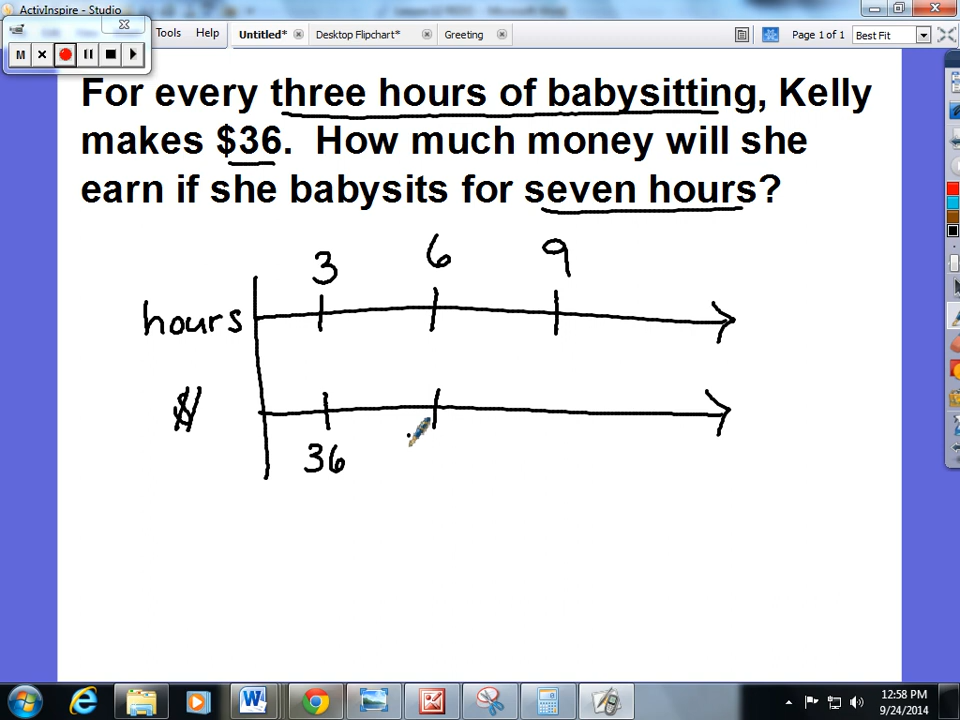 ActivInspire - Studio
Tools Help Untitled* Desktop Flipchart* Greeting Page 1 of 1 Best Fit
M
For every three hours of babysitting, Kelly
makes $36. How much money will she
earn if she babysits for seven hours?
3 6 9
hours
$
36
12:58 PM
9/24/2014